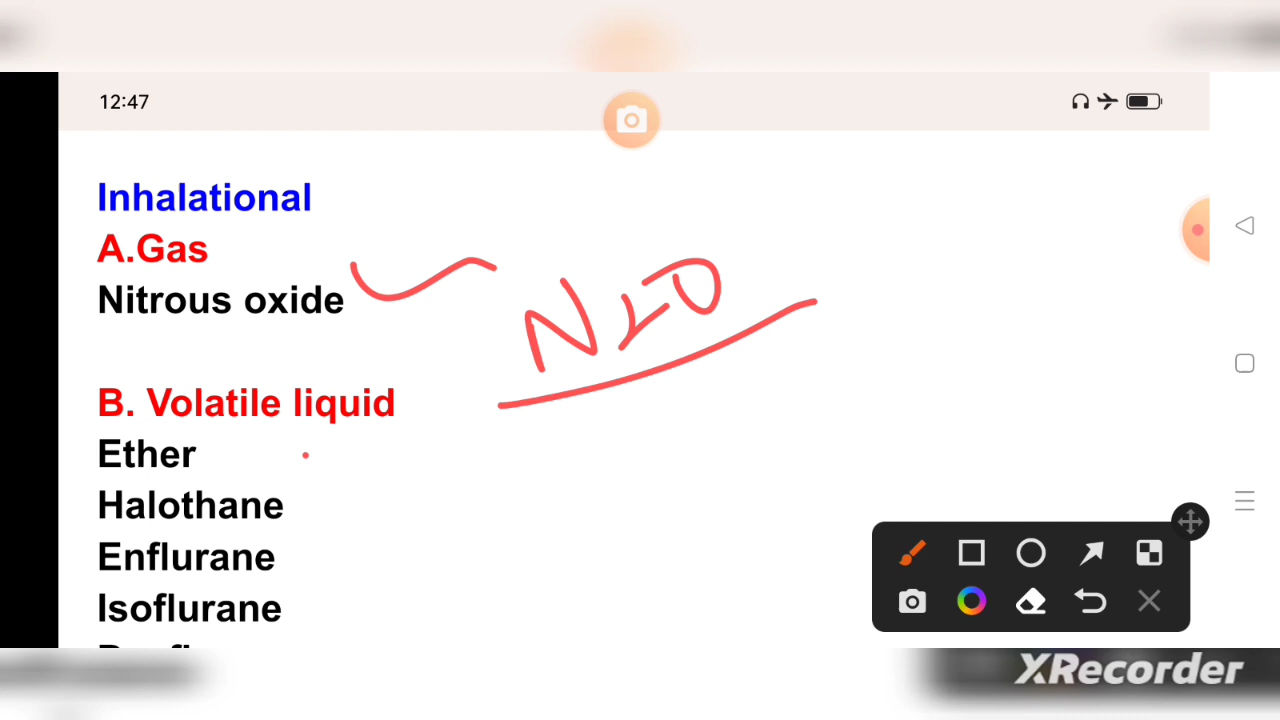 12:47
Inhalational
A.Gas
Nitrous oxide
N2O
B. Volatile liquid
Ether
Halothane
Enflurane
Isoflurane
XRecorder